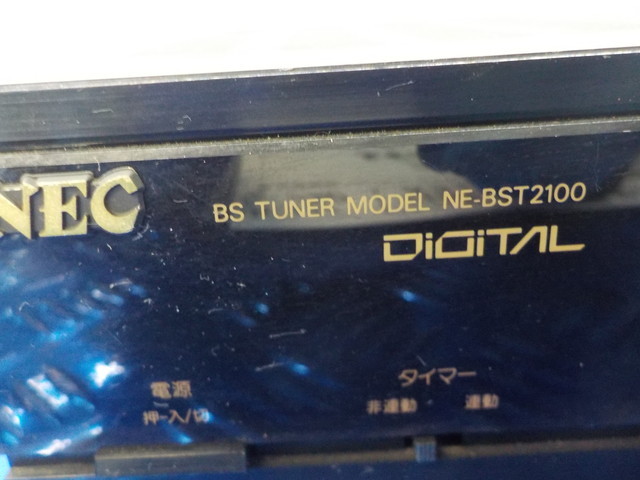 NEC
BS TUNER MODEL NE-BST2100
DiGiTAL
電源
押-入/切
タイマー
非連動 連動